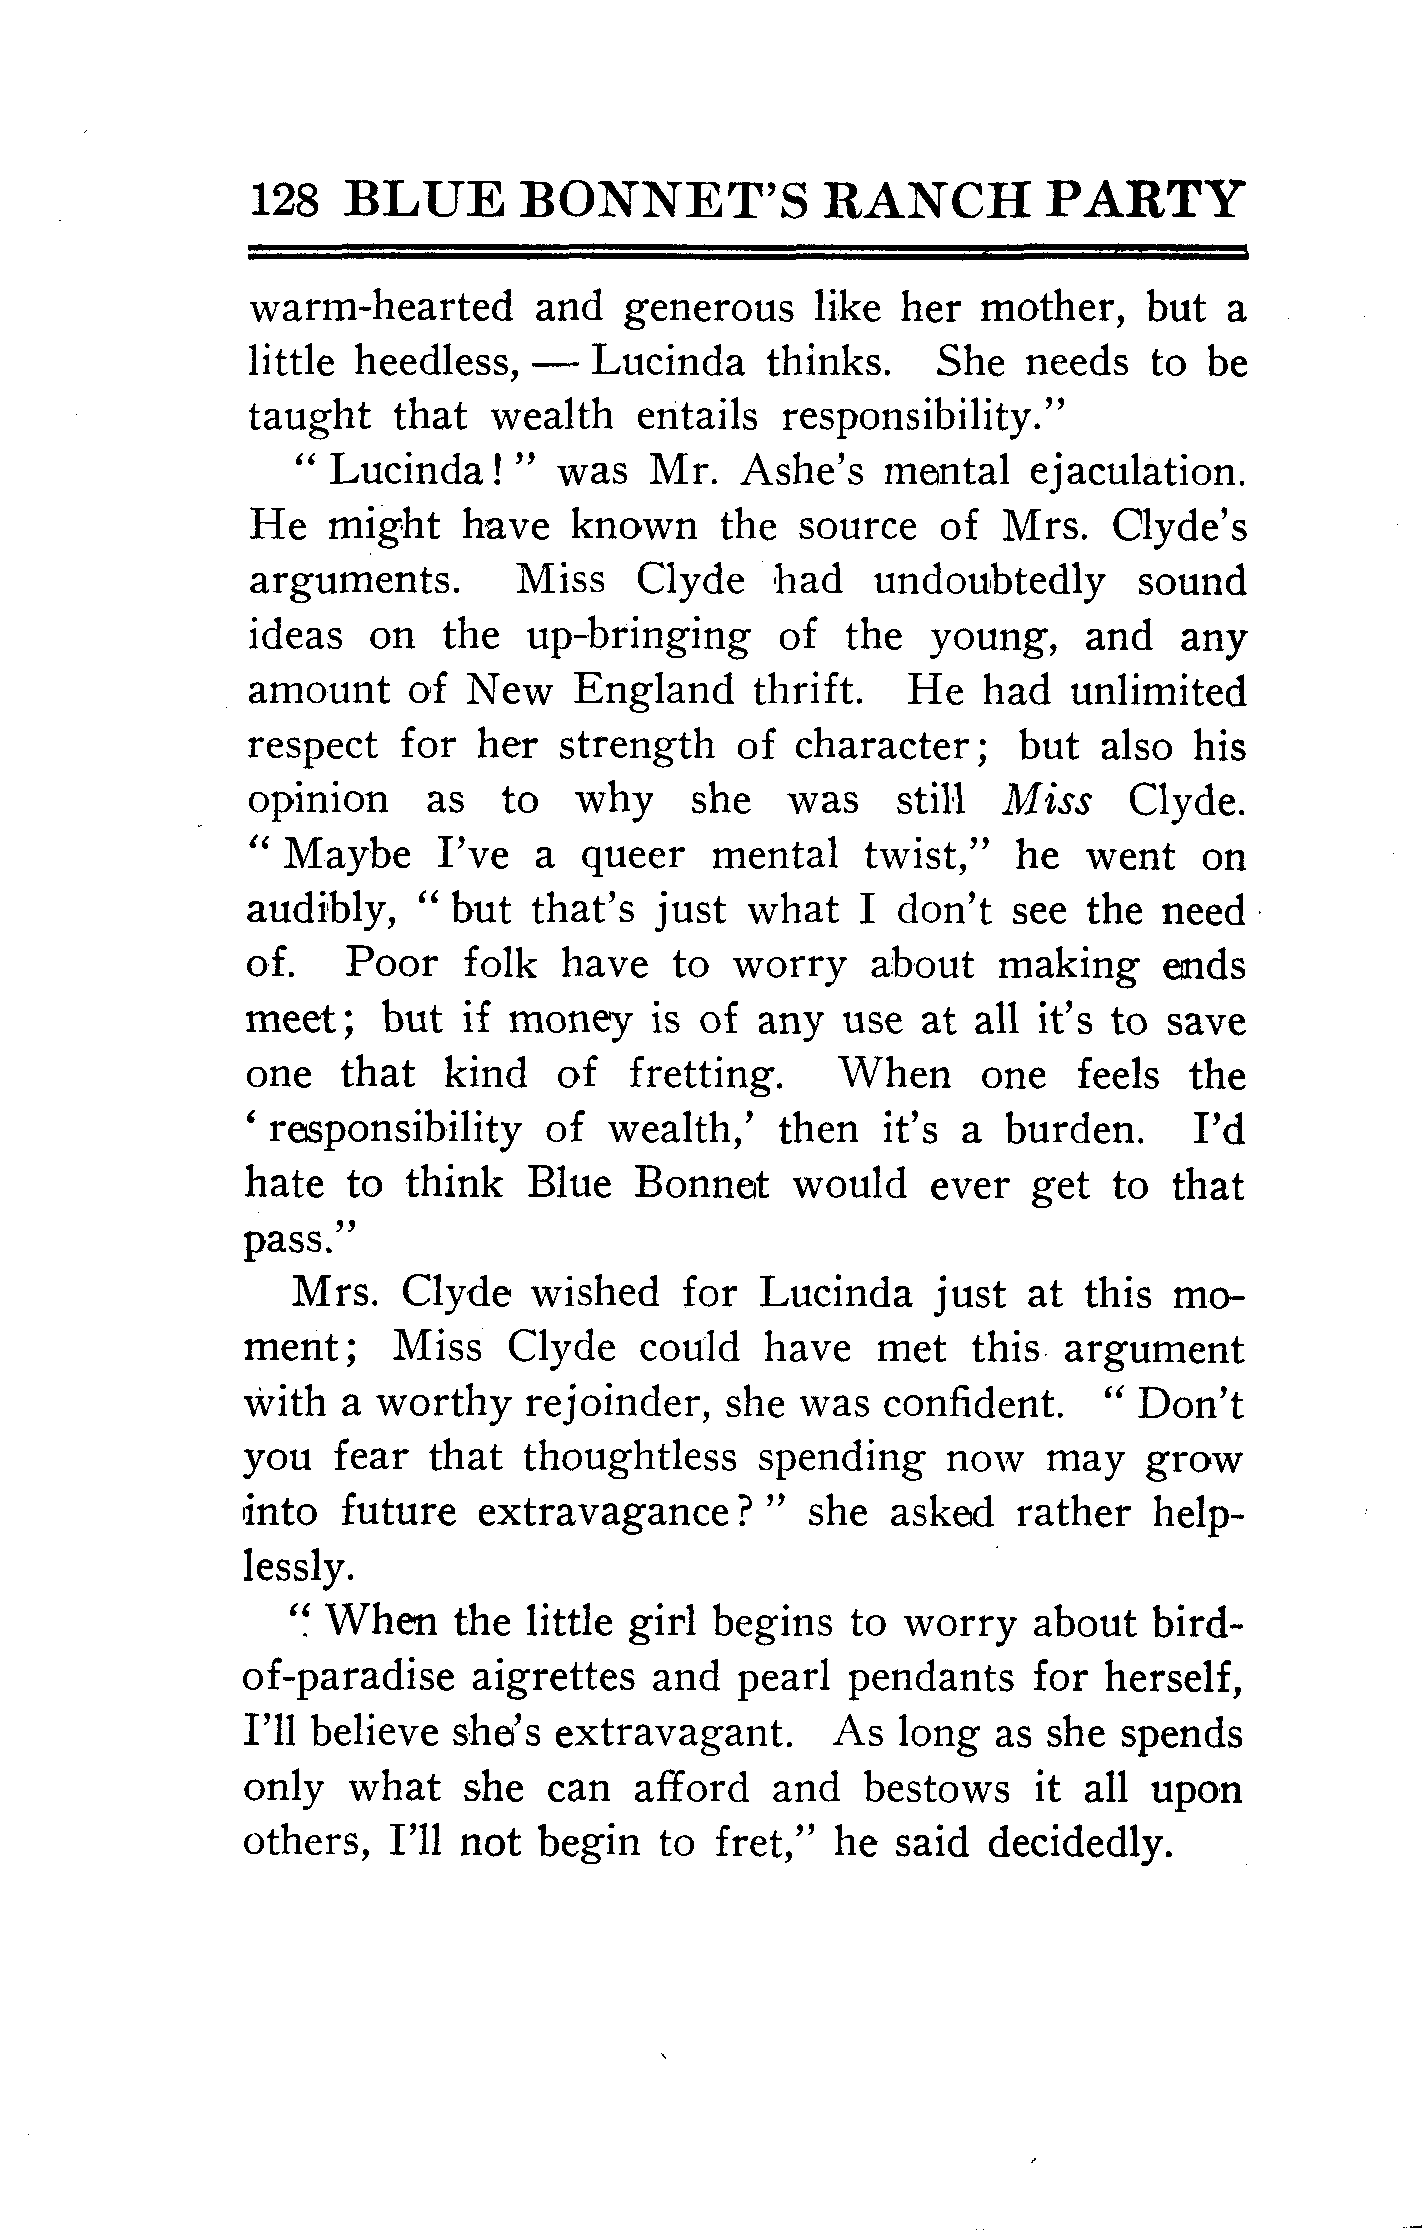 128 BLUE BONNET'S RANCH PARTY
warm-hearted and generous like her mother, but a
little heedless, — Lucinda thinks. She needs to be
taught that wealth entails responsibility."
" Lucinda! " was Mr. Ashe's mental ejaculation.
He might have known the source of Mrs. Clyde's
arguments. Miss Clyde had undoubtedly sound
ideas on the up-bringing of the young, and any
amount of New England thrift. He had unlimited
respect for her strength of character; but also his
opinion as to why she was still Miss Clyde.
" Maybe I've a queer mental twist," he went on
audibly, " but that's just what I don't see the need
of. Poor folk have to worry about making ends
meet; but if money is of any use at all it's to save
one that kind of fretting. When one feels the
' responsibility of wealth,' then it's a burden. I'd
hate to think Blue Bonnet would ever get to that
pass."
Mrs. Clyde wished for Lucinda just at this mo-
ment; Miss Clyde could have met this argument
with a worthy rejoinder, she was confident. " Don't
you fear that thoughtless spending now may grow
into future extravagance? " she asked rather help-
lessly.
" When the little girl begins to worry about bird-
of-paradise aigrettes and pearl pendants for herself,
I'll believe she's extravagant. As long as she spends
only what she can afford and bestows it all upon
others, I'll not begin to fret," he said decidedly.